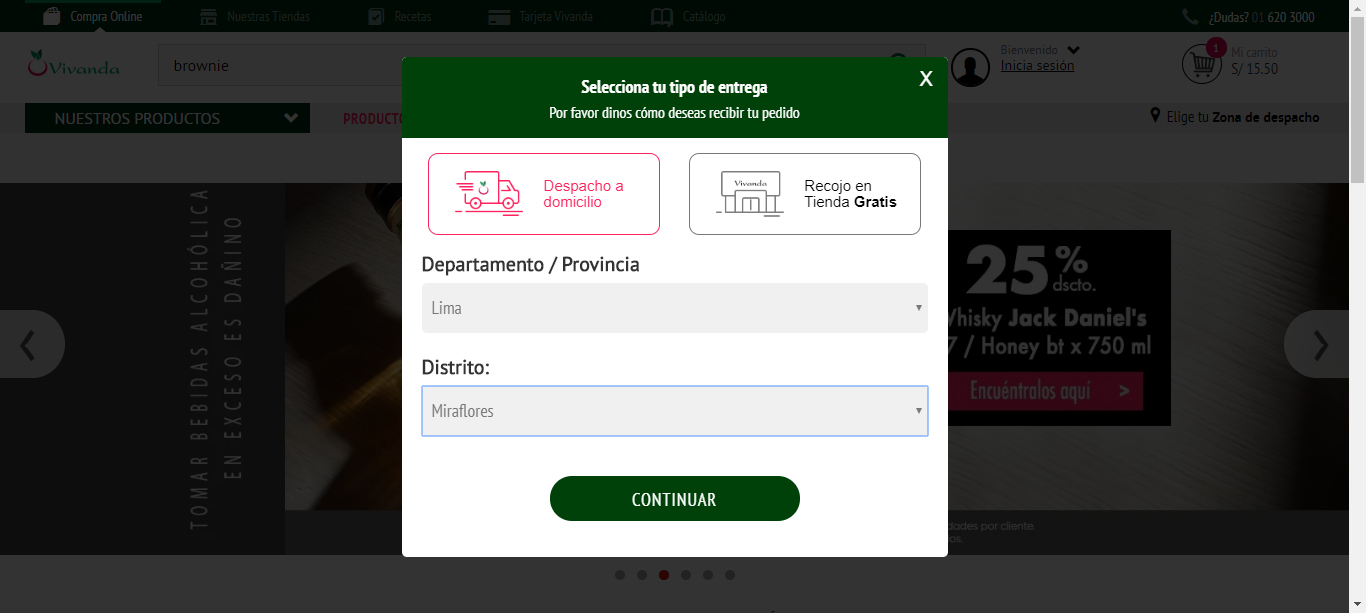 Compra Online
Nuestras Tiendas
Recetas
Tarjeta Vivanda
Catálogo
¿Dudas? 01 620 3000
Vivanda
brownie
Bienvenido
Inicia sesión
1
Mi carrito
S/ 15.50
NUESTROS PRODUCTOS
PRODUCTO
Elige tu Zona de despacho
Selecciona tu tipo de entrega
X
Por favor dinos cómo deseas recibir tu pedido
Despacho a
domicilio
Vivanda
Recojo en
Tienda Gratis
Departamento / Provincia
Lima
Distrito:
Miraflores
CONTINUAR
TOMAR BEBIDAS ALCOHÓLICA
EN EXCESO ES DAÑINO
25%
dscto.
Whisky Jack Daniel's
7 / Honey bt x 750 ml
Encuéntralos aquí >
dades por cliente
os.